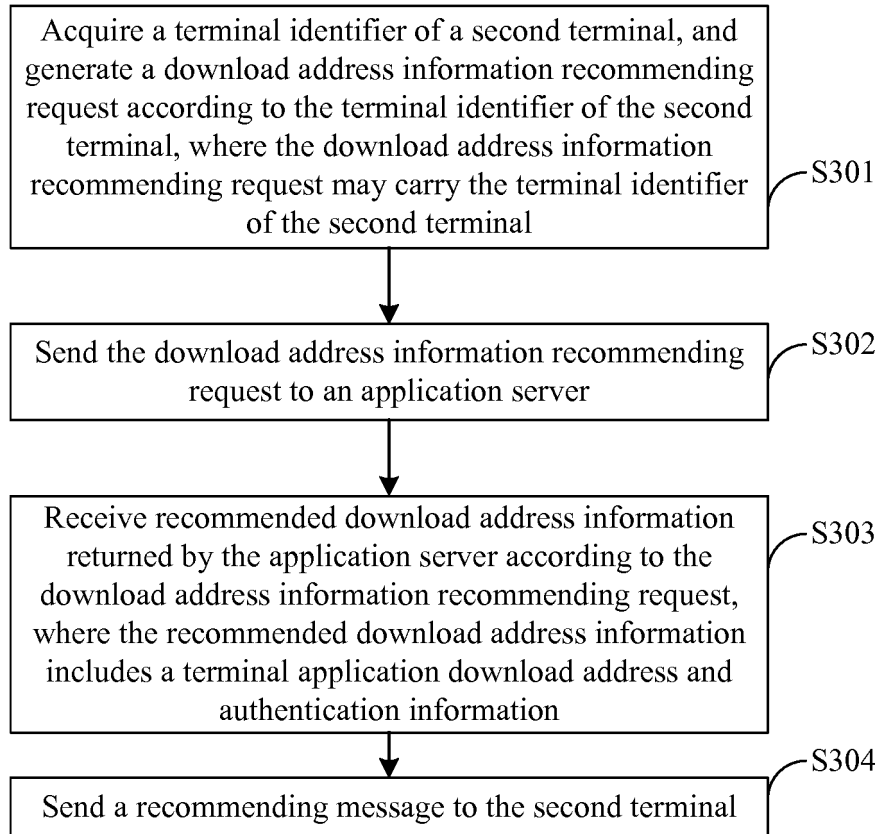 Acquire a terminal identifier of a second terminal, and
generate a download address information recommending
request according to the terminal identifier of the second
terminal, where the download address information
recommending request may carry the terminal identifier
of the second terminal
S301
Send the download address information recommending
request to an application server
S302
Receive recommended download address information
returned by the application server according to the
download address information recommending request,
where the recommended download address information
includes a terminal application download address and
authentication information
S303
Send a recommending message to the second terminal
S304